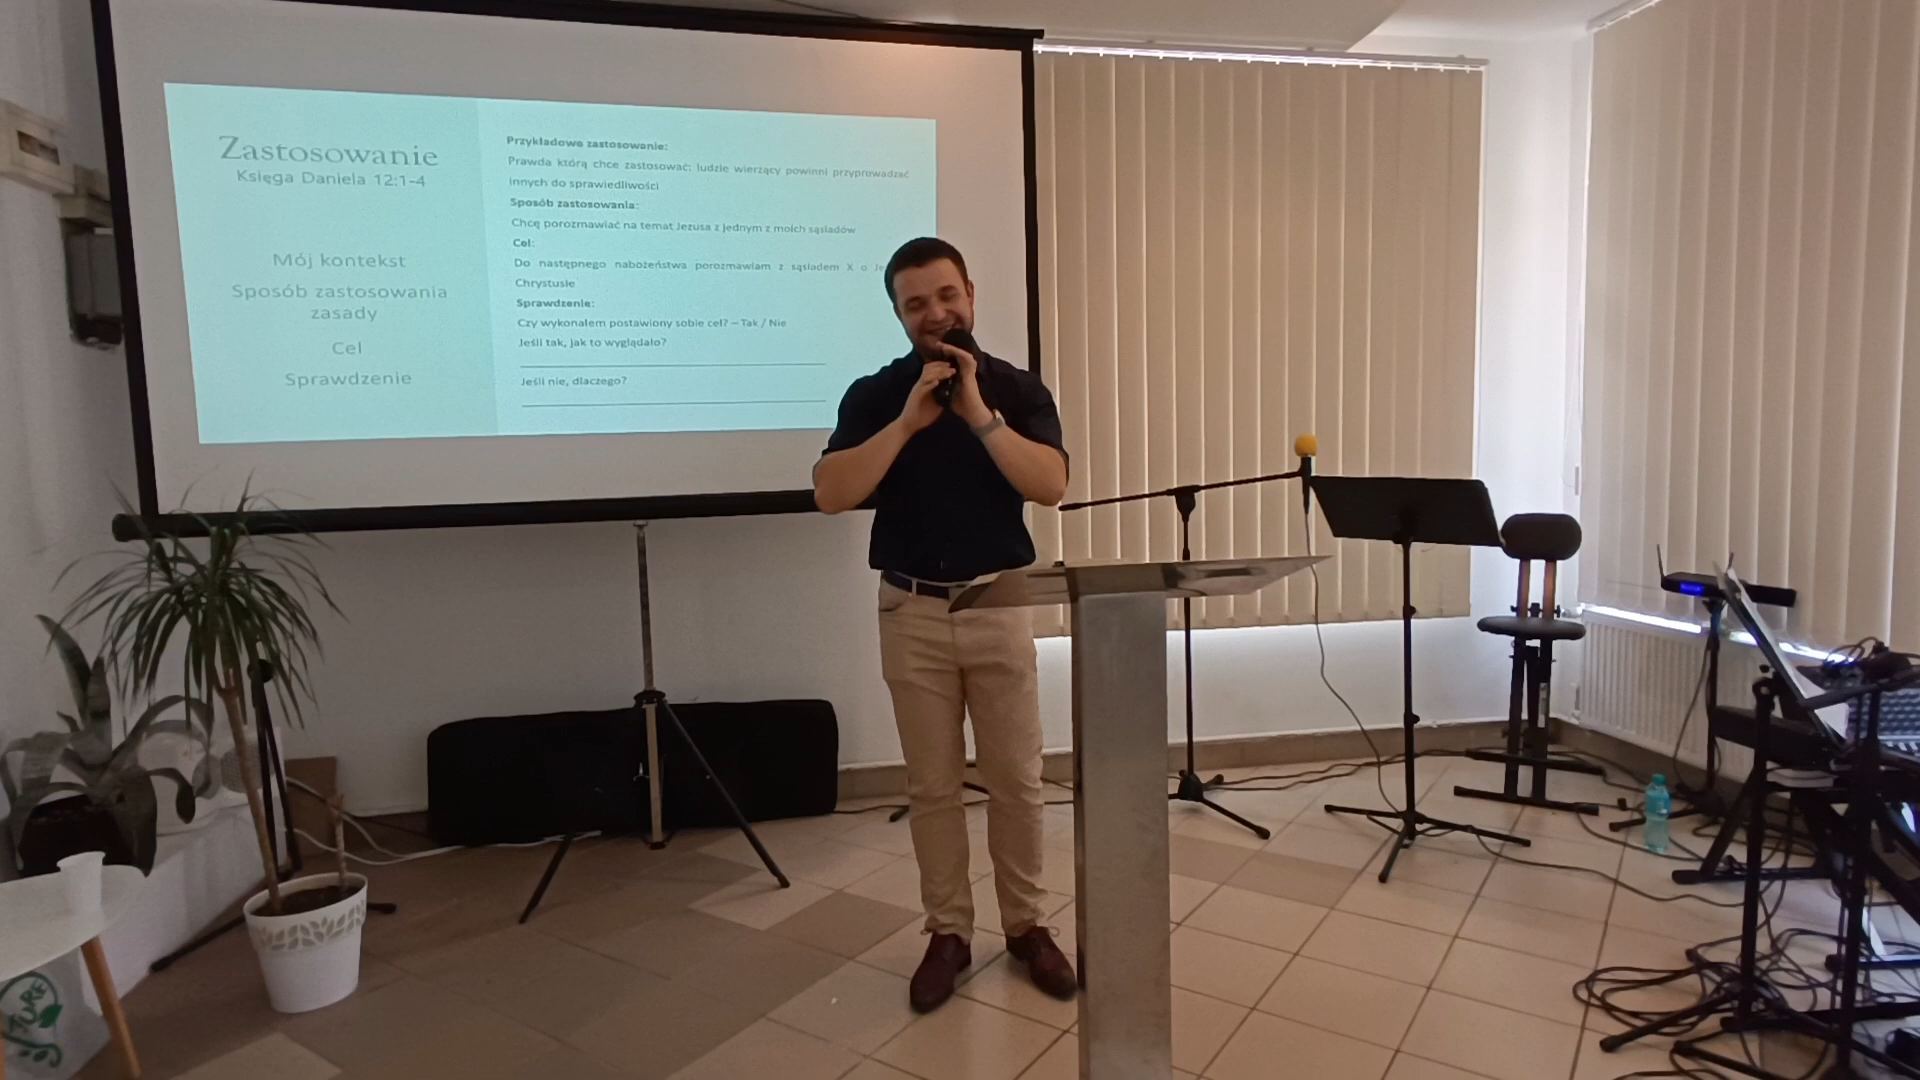 Zastosowanie
Księga Daniela 12:1-4
Mój kontekst
Sposób zastosowania
zasady
Cel
Sprawdzenie
Przykładowe zastosowanie:
Prawda którą chce zastosować: ludzie wierzący powinni przyprowadzać
innych do sprawiedliwości
Sposób zastosowania:
Chcę porozmawiać na temat Jezusa z jednym z moich sąsiadów
Cel:
Do następnego nabożeństwa porozmawiam z sąsiadem X o Je
Chrystusie
Sprawdzenie:
Czy wykonałem postawiony sobie cel? – Tak / Nie
Jeśli tak, jak to wyglądało?
Jeśli nie, dlaczego?